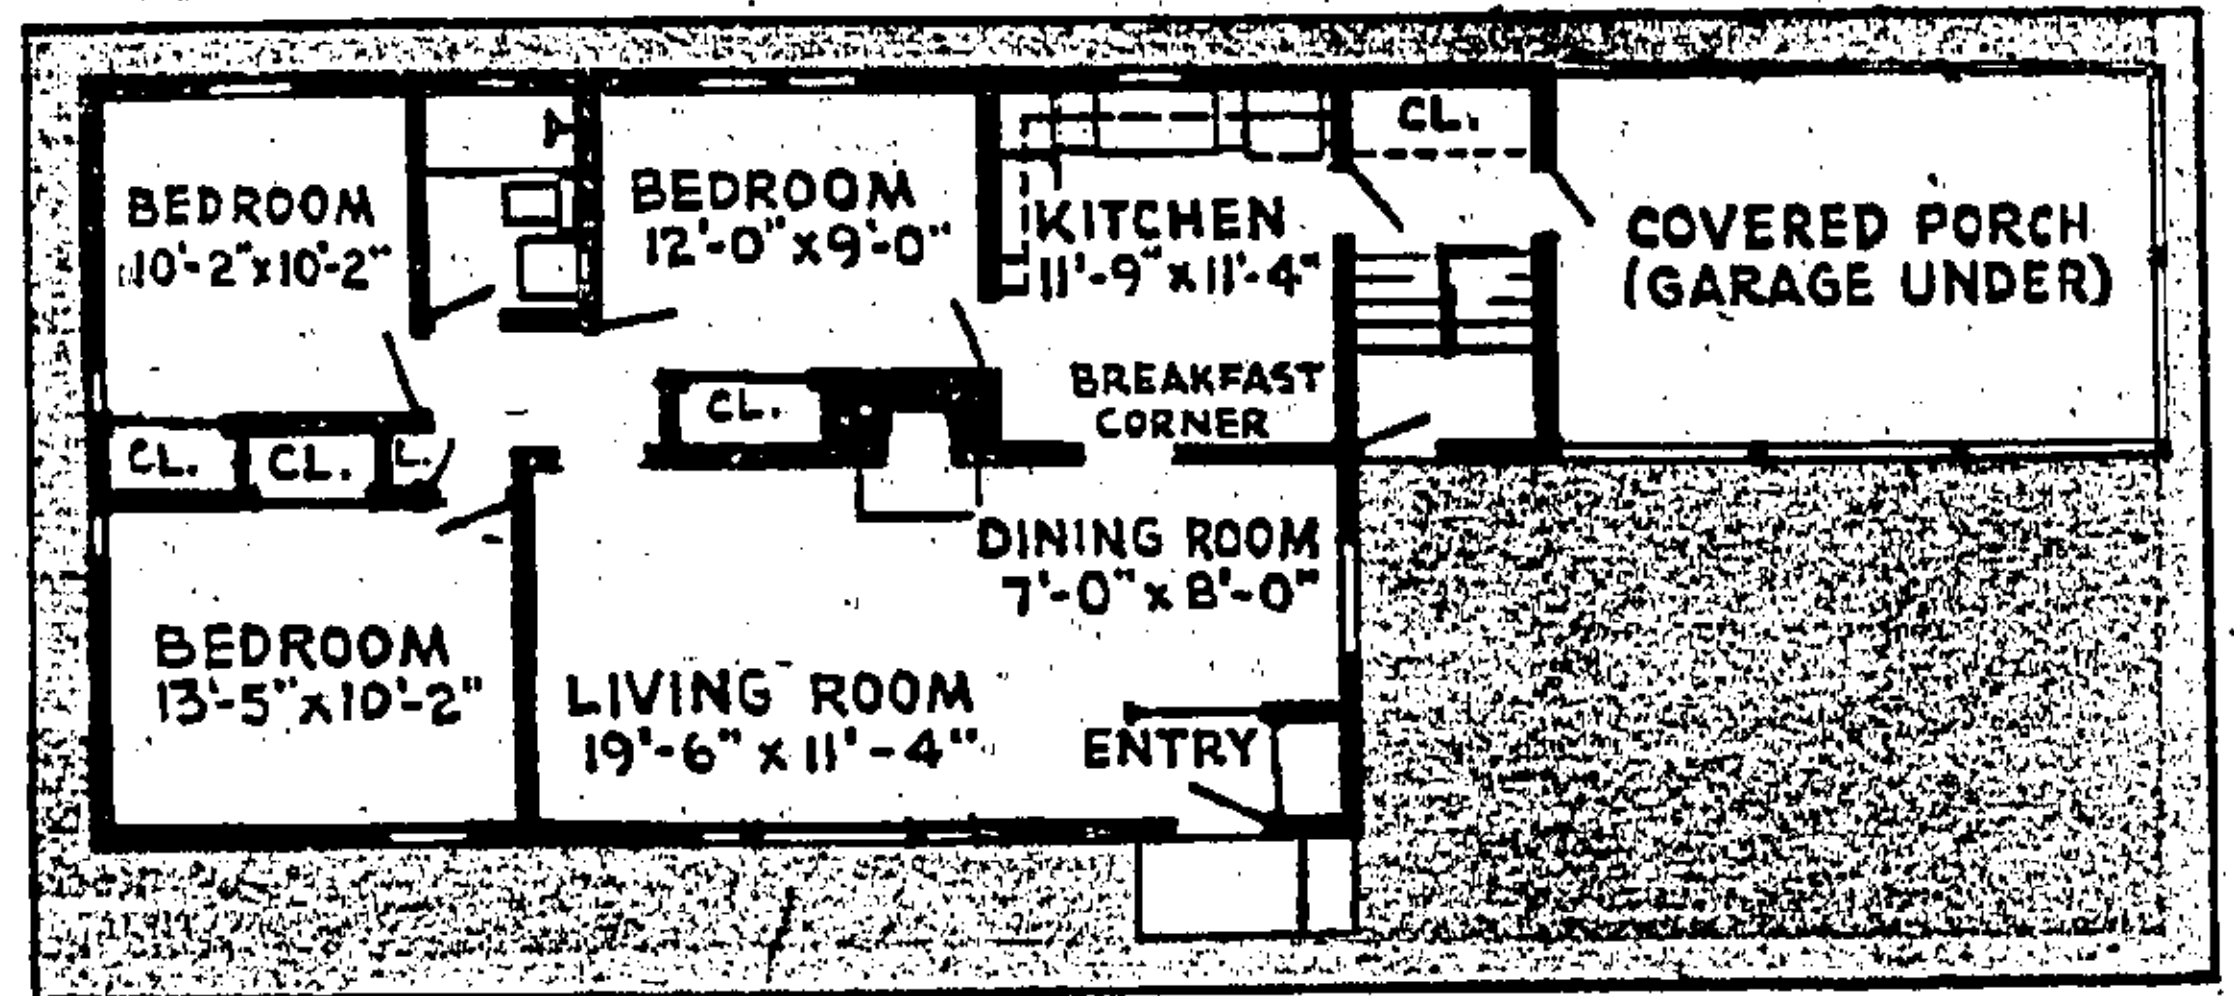 BEDROOM
10'-2"x10'-2"
BEDROOM
12'-0"x9'-0"
KITCHEN
11'-9"x11'-4"
CL.
COVERED PORCH
(GARAGE UNDER)
BREAKFAST
CORNER
CL.
CL.
CL.
L.
DINING ROOM
7'-0"x8'-0"
BEDROOM
13'-5"x10'-2"
LIVING ROOM
19'-6"x11'-4"
ENTRY